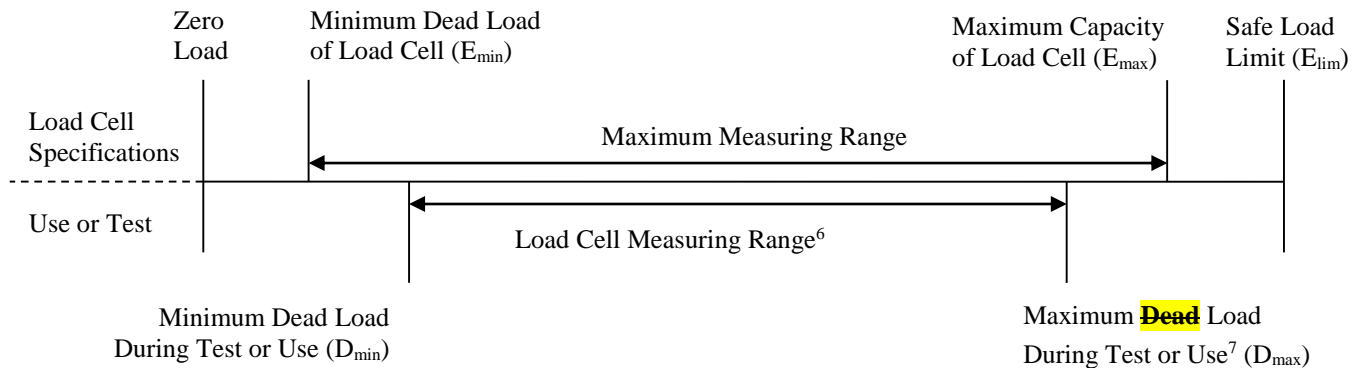 Zero
Load
Minimum Dead Load
of Load Cell (Emin)
Maximum Capacity
of Load Cell (Emax)
Safe Load
Limit (Elim)
Load Cell
Specifications
Maximum Measuring Range
Use or Test
Load Cell Measuring Range⁶
Minimum Dead Load
During Test or Use (Dmin)
Maximum Dead Load
During Test or Use⁷ (Dmax)